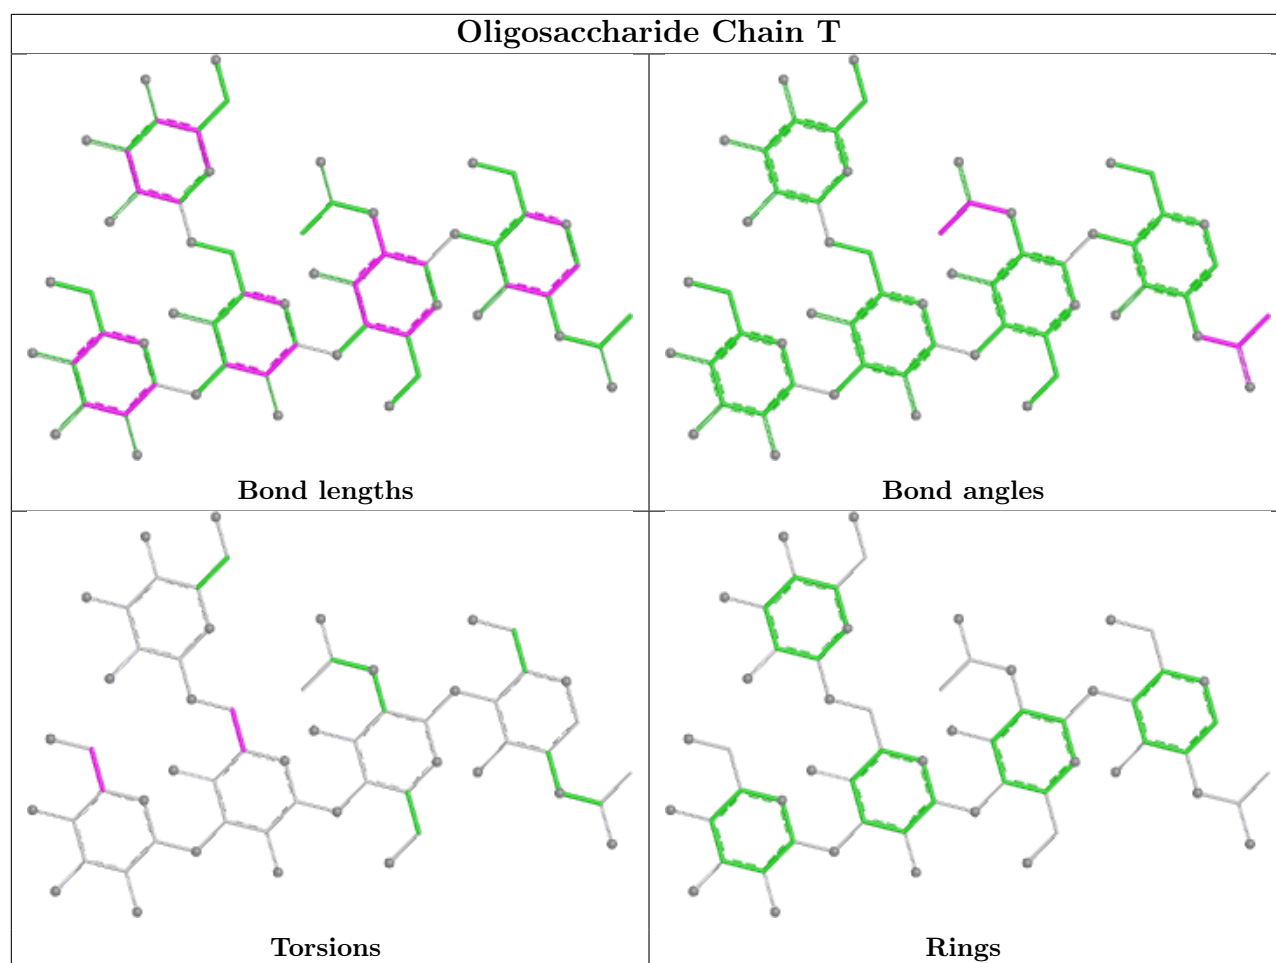 Oligosaccharide Chain T
Bond lengths
Bond angles
Torsions
Rings